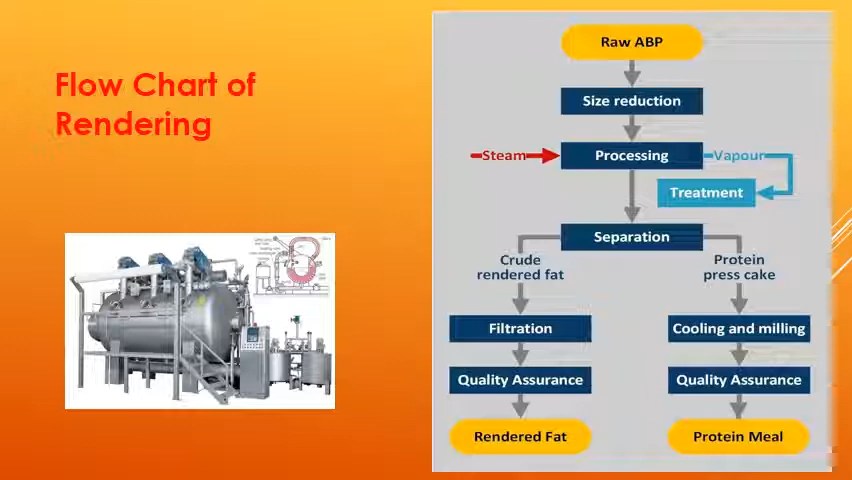 Flow Chart of
Rendering
Raw ABP
Size reduction
Steam
Processing
Vapour
Treatment
Separation
Crude
rendered fat
Protein
press cake
Filtration
Cooling and milling
Quality Assurance
Quality Assurance
Rendered Fat
Protein Meal